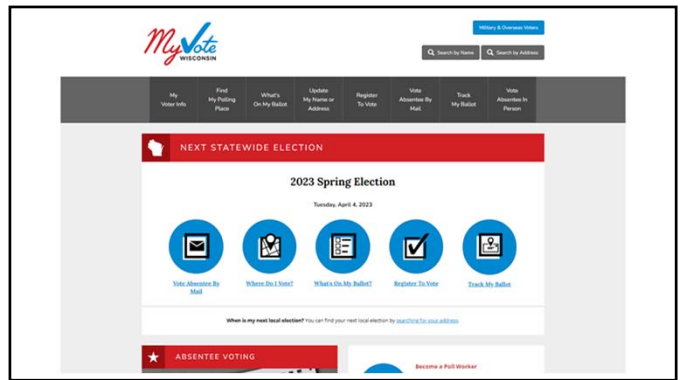 Military & Overseas Voters
MyVote
WISCONSIN
Search by Name
Search by Address
My
Voter Info
Find
My Polling
Place
What's
On My Ballot
Update
My Name or
Address
Register
To Vote
Vote
Absentee By
Mail
Track
My Ballot
Vote
Absentee In
Person
NEXT STATEWIDE ELECTION
2023 Spring Election
Tuesday, April 4, 2023
Vote Absentee By
Mail
Where Do I Vote?
What's On My Ballot?
Register To Vote
Track My Ballot
When is my next local election? You can find your next local election by searching for your address.
ABSENTEE VOTING
Become a Poll Worker